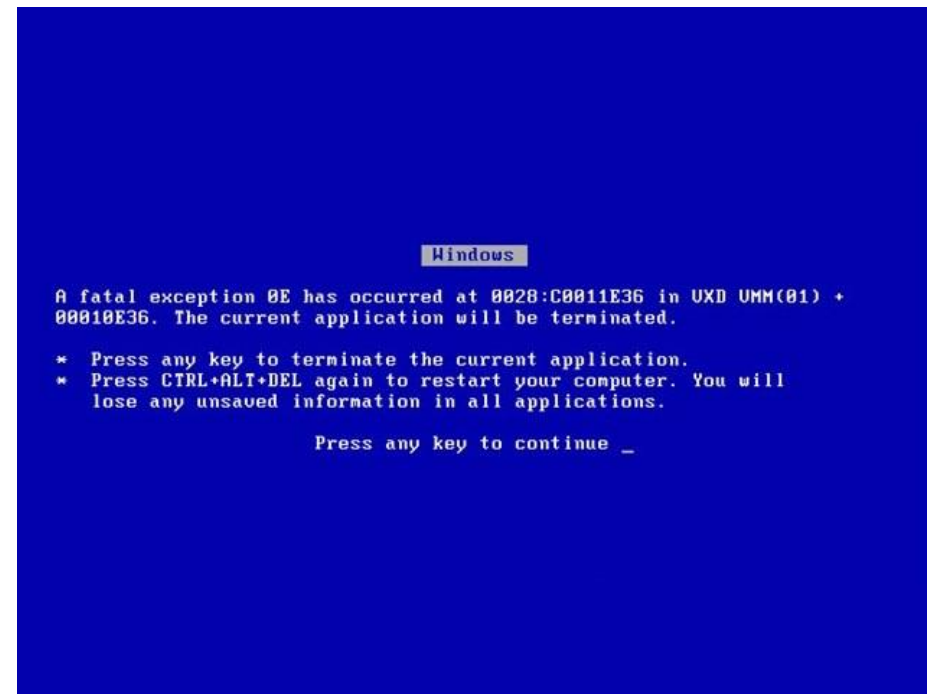 Windows
A fatal exception 0E has occurred at 0028:C0011E36 in VXD VMM(01) +
00010E36. The current application will be terminated.
* Press any key to terminate the current application.
* Press CTRL+ALT+DEL again to restart your computer. You will
lose any unsaved information in all applications.
Press any key to continue _